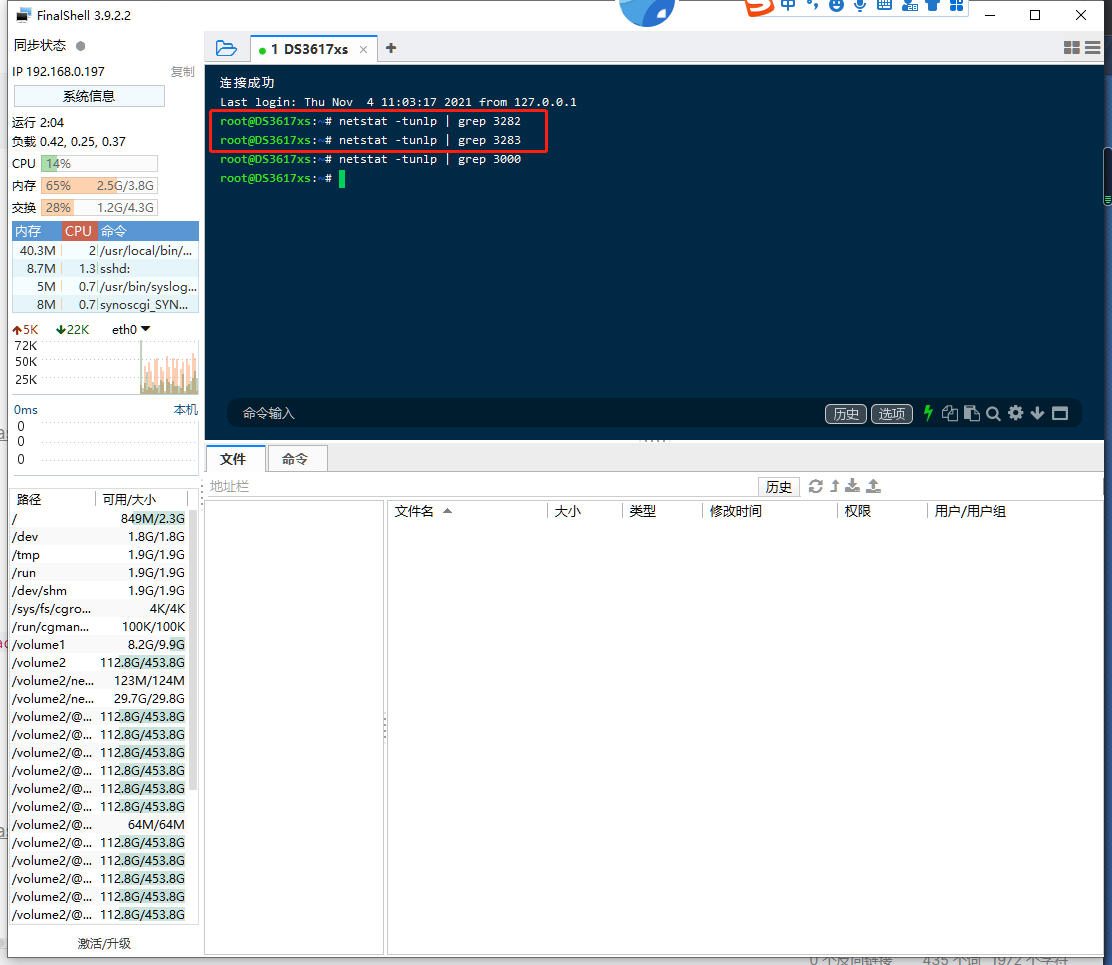 FinalShell 3.9.2.2
中
同步状态
IP 192.168.0.197 复制
系统信息
运行 2:04
负载 0.42, 0.25, 0.37
CPU 14%
内存 65% 2.5G/3.8G
交换 28% 1.2G/4.3G
内存 CPU 命令
40.3M 2 /usr/local/bin/...
8.7M 1.3 sshd:
5M 0.7 /usr/bin/syslog...
8M 0.7 synoscgi_SYN...
5K 22K eth0
72K
50K
25K
0ms 本机
0
0
0
路径 可用/大小
/ 849M/2.3G
/dev 1.8G/1.8G
/tmp 1.9G/1.9G
/run 1.9G/1.9G
/dev/shm 1.9G/1.9G
/sys/fs/cgro... 4K/4K
/run/cgman... 100K/100K
/volume1 8.2G/9.9G
/volume2 112.8G/453.8G
/volume2/ne... 123M/124M
/volume2/ne... 29.7G/29.8G
/volume2/@... 112.8G/453.8G
/volume2/@... 112.8G/453.8G
/volume2/@... 112.8G/453.8G
/volume2/@... 112.8G/453.8G
/volume2/@... 112.8G/453.8G
/volume2/@... 112.8G/453.8G
/volume2/@... 64M/64M
/volume2/@... 112.8G/453.8G
/volume2/@... 112.8G/453.8G
/volume2/@... 112.8G/453.8G
/volume2/@... 112.8G/453.8G
/volume2/@... 112.8G/453.8G
激活/升级
1 DS3617xs × +
连接成功
Last login: Thu Nov  4 11:03:17 2021 from 127.0.0.1
root@DS3617xs:~# netstat -tunlp | grep 3282
root@DS3617xs:~# netstat -tunlp | grep 3283
root@DS3617xs:~# netstat -tunlp | grep 3000
root@DS3617xs:~#
命令输入 历史 选项
文件 命令
地址栏 历史
文件名 大小 类型 修改时间 权限 用户/用户组
0 个反向链接 435 个词 1972 个字符